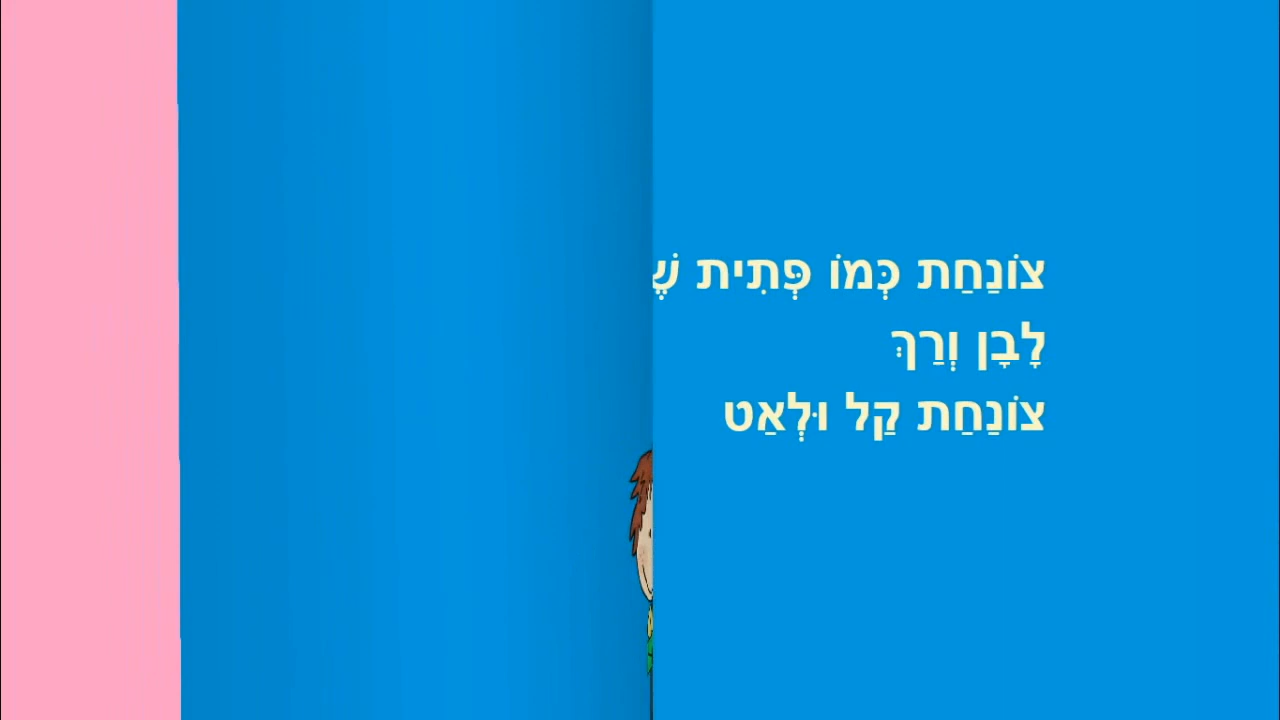 צוֹנַחַת כְּמוֹ פְּתִית
לָבָן וְרַךְ
צוֹנַחַת קַל וּלְאַט